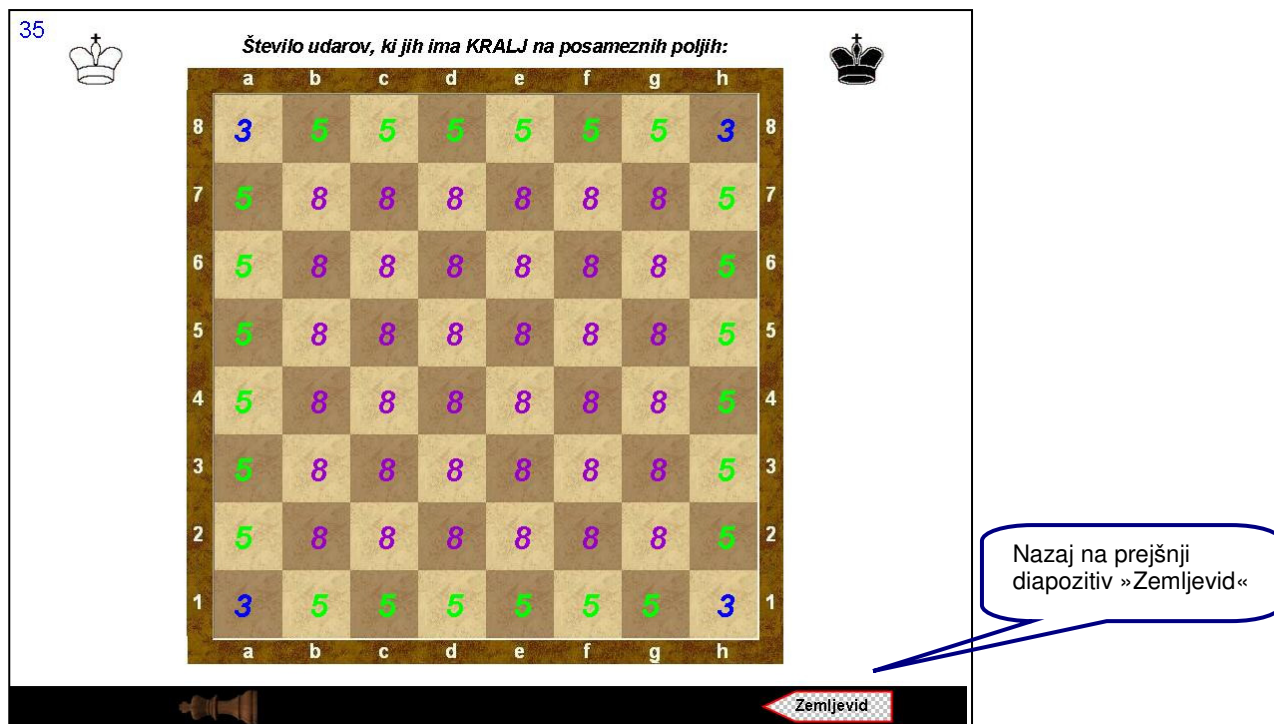 35
Število udarov, ki jih ima KRALJ na posameznih poljih:
a b c d e f g h
8 3 5 5 5 5 5 5 3 8
7 5 8 8 8 8 8 8 5 7
6 5 8 8 8 8 8 8 5 6
5 5 8 8 8 8 8 8 5 5
4 5 8 8 8 8 8 8 5 4
3 5 8 8 8 8 8 8 5 3
2 5 8 8 8 8 8 8 5 2
1 3 5 5 5 5 5 5 3 1
a b c d e f g h
Nazaj na prejšnji
diapozitiv »Zemljevid«
Zemljevid